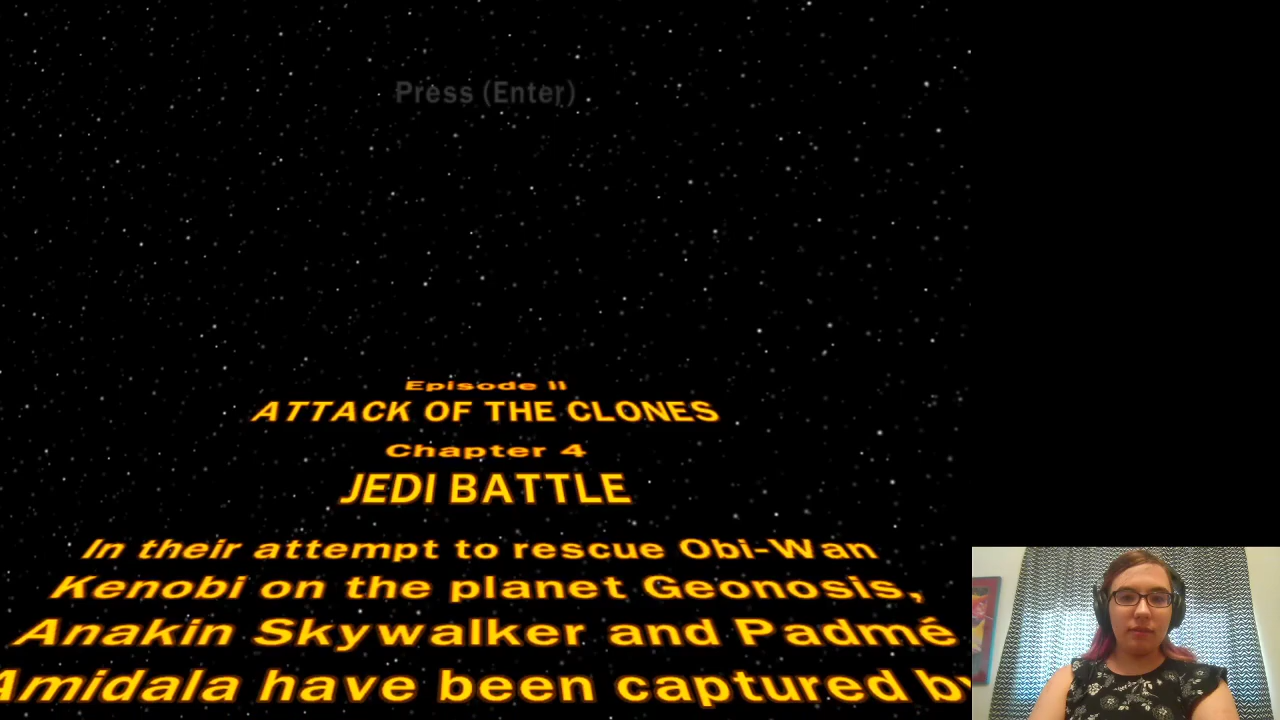 Press (Enter)
Episode II
ATTACK OF THE CLONES
Chapter 4
JEDI BATTLE
In their attempt to rescue Obi-Wan
Kenobi on the planet Geonosis,
Anakin Skywalker and Padmé
Amidala have been captured by